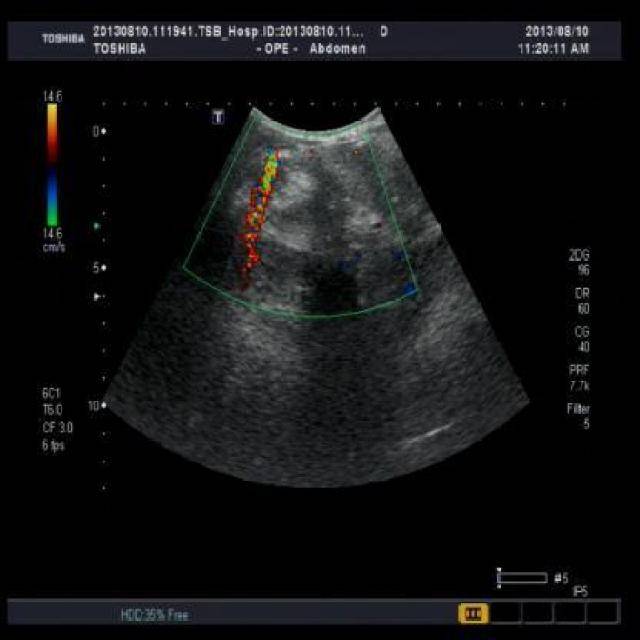 TOSHIBA 20130810.111941.TSB_Hosp.ID:20130810.11... D 2013/08/10
TOSHIBA - OPE - Abdomen 11:20:11 AM
14.6
T
0
14.6
cm/s
5
2DG
96
DR
60
CG
40
PRF
7.7k
Filter
5
10
6C1
T6.0
CF 3.0
6 fps
#5
IP5
HDD:35% Free